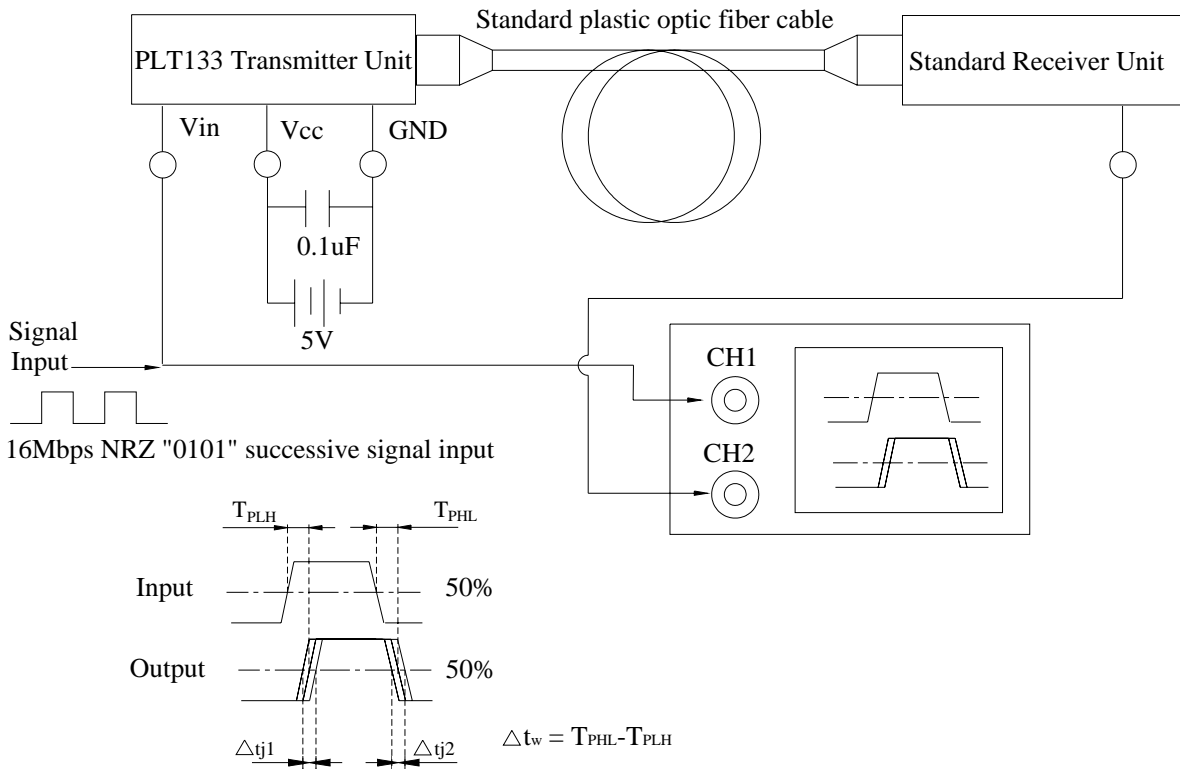 Standard plastic optic fiber cable
PLT133 Transmitter Unit
Standard Receiver Unit
Vin
Vcc
GND
0.1uF
5V
Signal
Input
CH1
CH2
16Mbps NRZ "0101" successive signal input
TPLH
TPHL
Input
50%
Output
50%
△tj1
△tj2
△tw = TPHL-TPLH